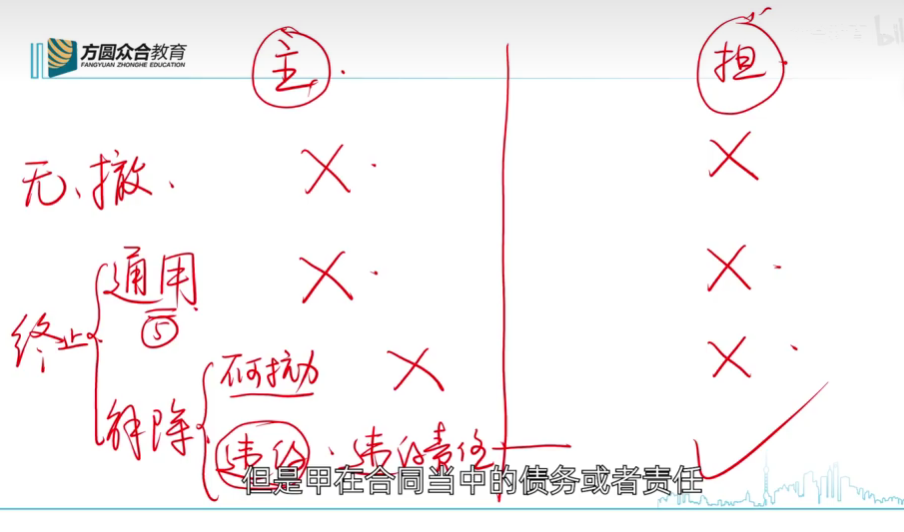 方圆众合教育
FANGYUAN ZHONGHE EDUCATION
主
担
无、撤、
X
X
终止
通用
⑤
X
X
解除
不可抗力
X
X
违约
违约责任
但是甲在合同当中的债务或者责任